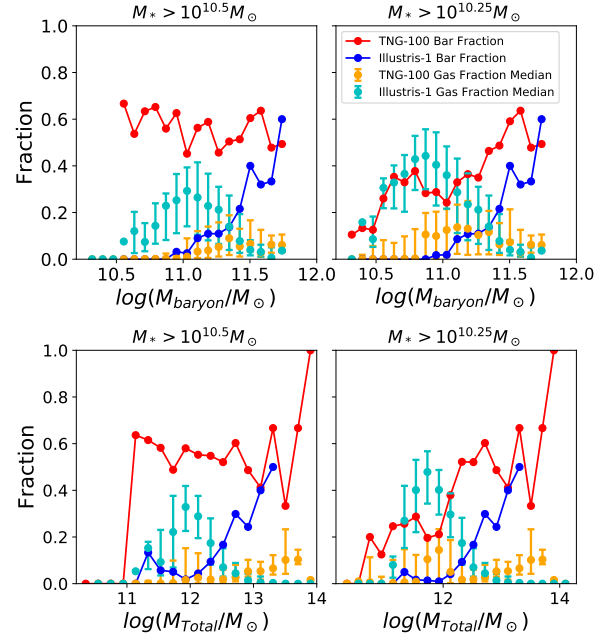 M∗ > 10^10.5 M⊙
M∗ > 10^10.25 M⊙
1.0
0.8
0.6
0.4
0.2
0.0
Fraction
TNG-100 Bar Fraction
Illustris-1 Bar Fraction
TNG-100 Gas Fraction Median
Illustris-1 Gas Fraction Median
10.5 11.0 11.5 12.0
10.5 11.0 11.5 12.0
log(M_baryon/M⊙)
log(M_baryon/M⊙)
M∗ > 10^10.5 M⊙
M∗ > 10^10.25 M⊙
1.0
0.8
0.6
0.4
0.2
0.0
Fraction
11 12 13 14
12 14
log(M_Total/M⊙)
log(M_Total/M⊙)